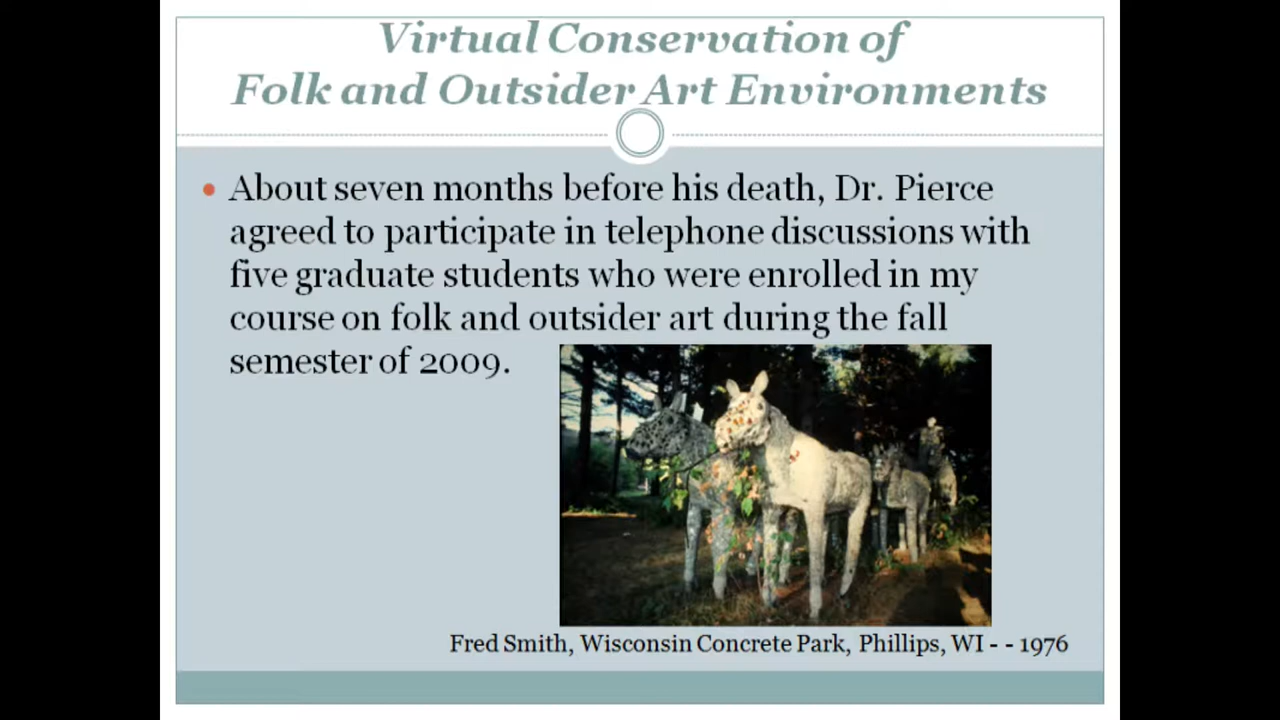 Virtual Conservation of
Folk and Outsider Art Environments
• About seven months before his death, Dr. Pierce
agreed to participate in telephone discussions with
five graduate students who were enrolled in my
course on folk and outsider art during the fall
semester of 2009.
Fred Smith, Wisconsin Concrete Park, Phillips, WI - - 1976